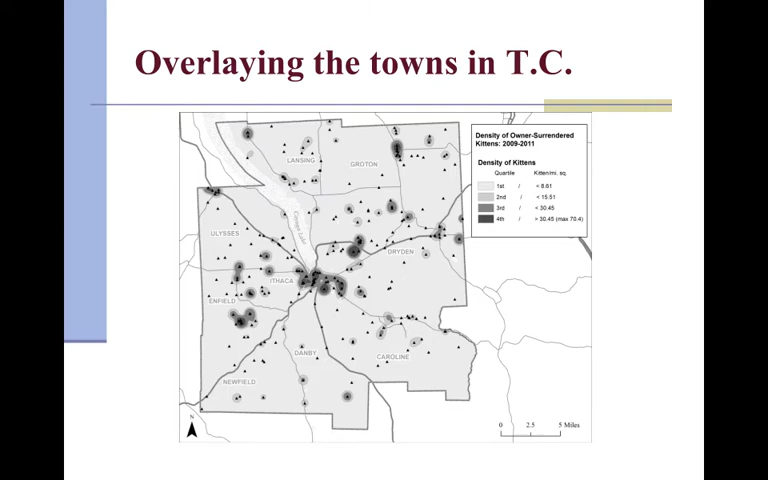 Overlaying the towns in T.C.
Density of Owner-Surrendered
Kittens: 2009-2011
Density of Kittens
Quartile Kitten/mi. sq.
1st / < 8.61
2nd / < 15.51
3rd / < 30.45
4th / > 30.45 (max 70.4)
LANSING
GROTON
Cayuga Lake
ULYSSES
DRYDEN
ITHACA
ENFIELD
DANBY
CAROLINE
NEWFIELD
N
0 2.5 5 Miles